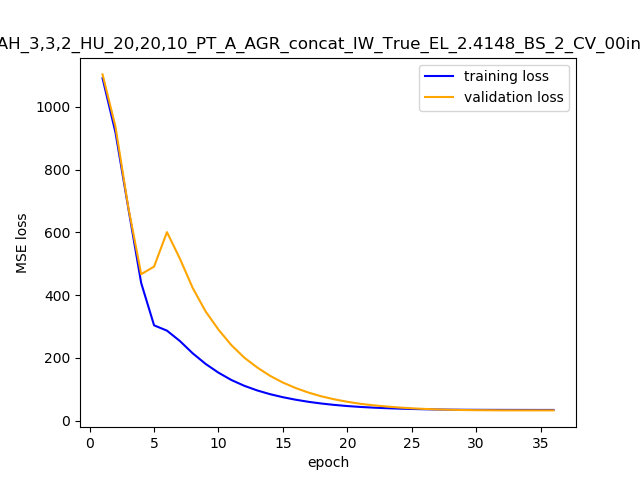 AH_3,3,2_HU_20,20,10_PT_A_AGR_concat_IW_True_EL_2.4148_BS_2_CV_00in
training loss
validation loss
MSE loss
1000
800
600
400
200
0
0 5 10 15 20 25 30 35
epoch